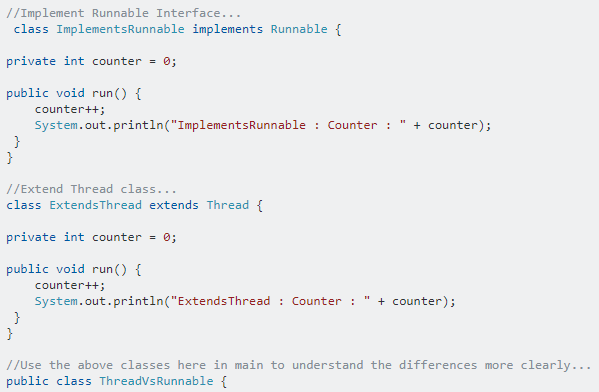 //Implement Runnable Interface...
 class ImplementsRunnable implements Runnable {

private int counter = 0;

public void run() {
    counter++;
    System.out.println("ImplementsRunnable : Counter : " + counter);
 }
}

//Extend Thread class...
class ExtendsThread extends Thread {

private int counter = 0;

public void run() {
    counter++;
    System.out.println("ExtendsThread : Counter : " + counter);
 }
}

//Use the above classes here in main to understand the differences more clearly...
public class ThreadVsRunnable {